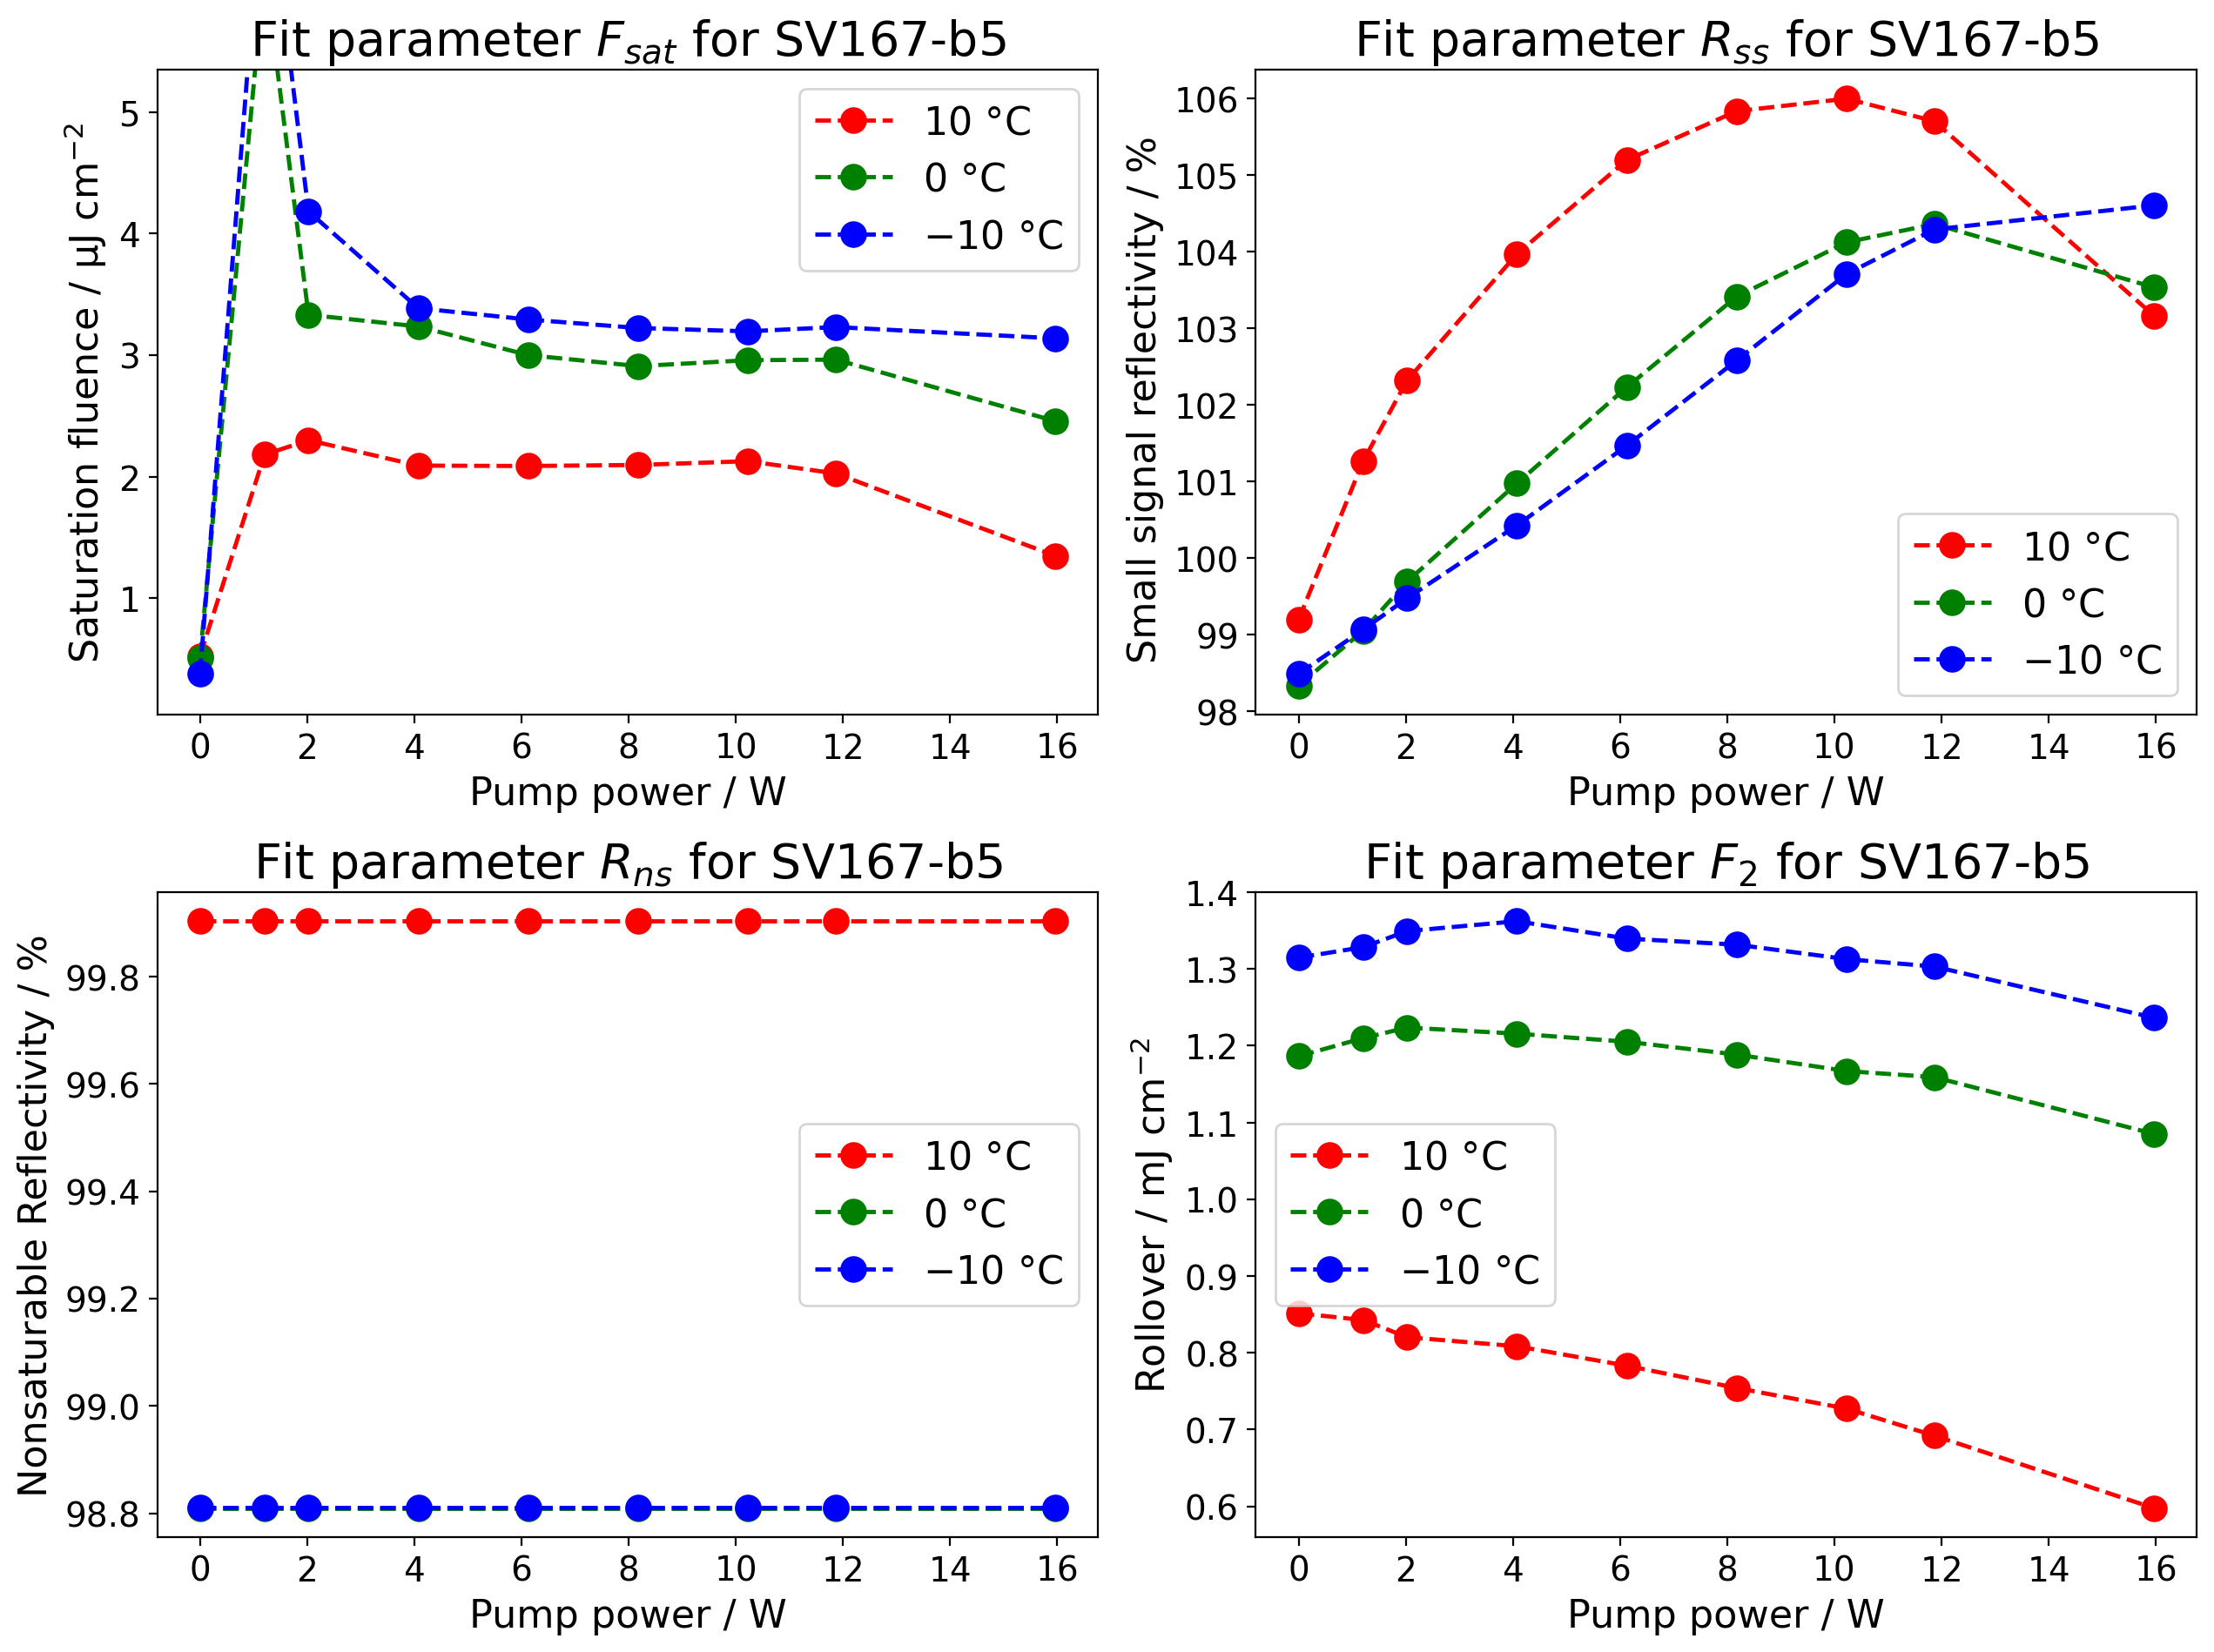 Fit parameter F_sat for SV167-b5
Saturation fluence / µJ cm⁻²
5
4
3
2
1
10 °C
0 °C
−10 °C
0 2 4 6 8 10 12 14 16
Pump power / W
Fit parameter R_ss for SV167-b5
Small signal reflectivity / %
106
105
104
103
102
101
100
99
98
10 °C
0 °C
−10 °C
0 2 4 6 8 10 12 14 16
Pump power / W
Fit parameter R_ns for SV167-b5
Nonsaturable Reflectivity / %
99.8
99.6
99.4
99.2
99.0
98.8
10 °C
0 °C
−10 °C
0 2 4 6 8 10 12 14 16
Pump power / W
Fit parameter F₂ for SV167-b5
Rollover / mJ cm⁻²
1.4
1.3
1.2
1.1
1.0
0.9
0.8
0.7
0.6
10 °C
0 °C
−10 °C
0 2 4 6 8 10 12 14 16
Pump power / W